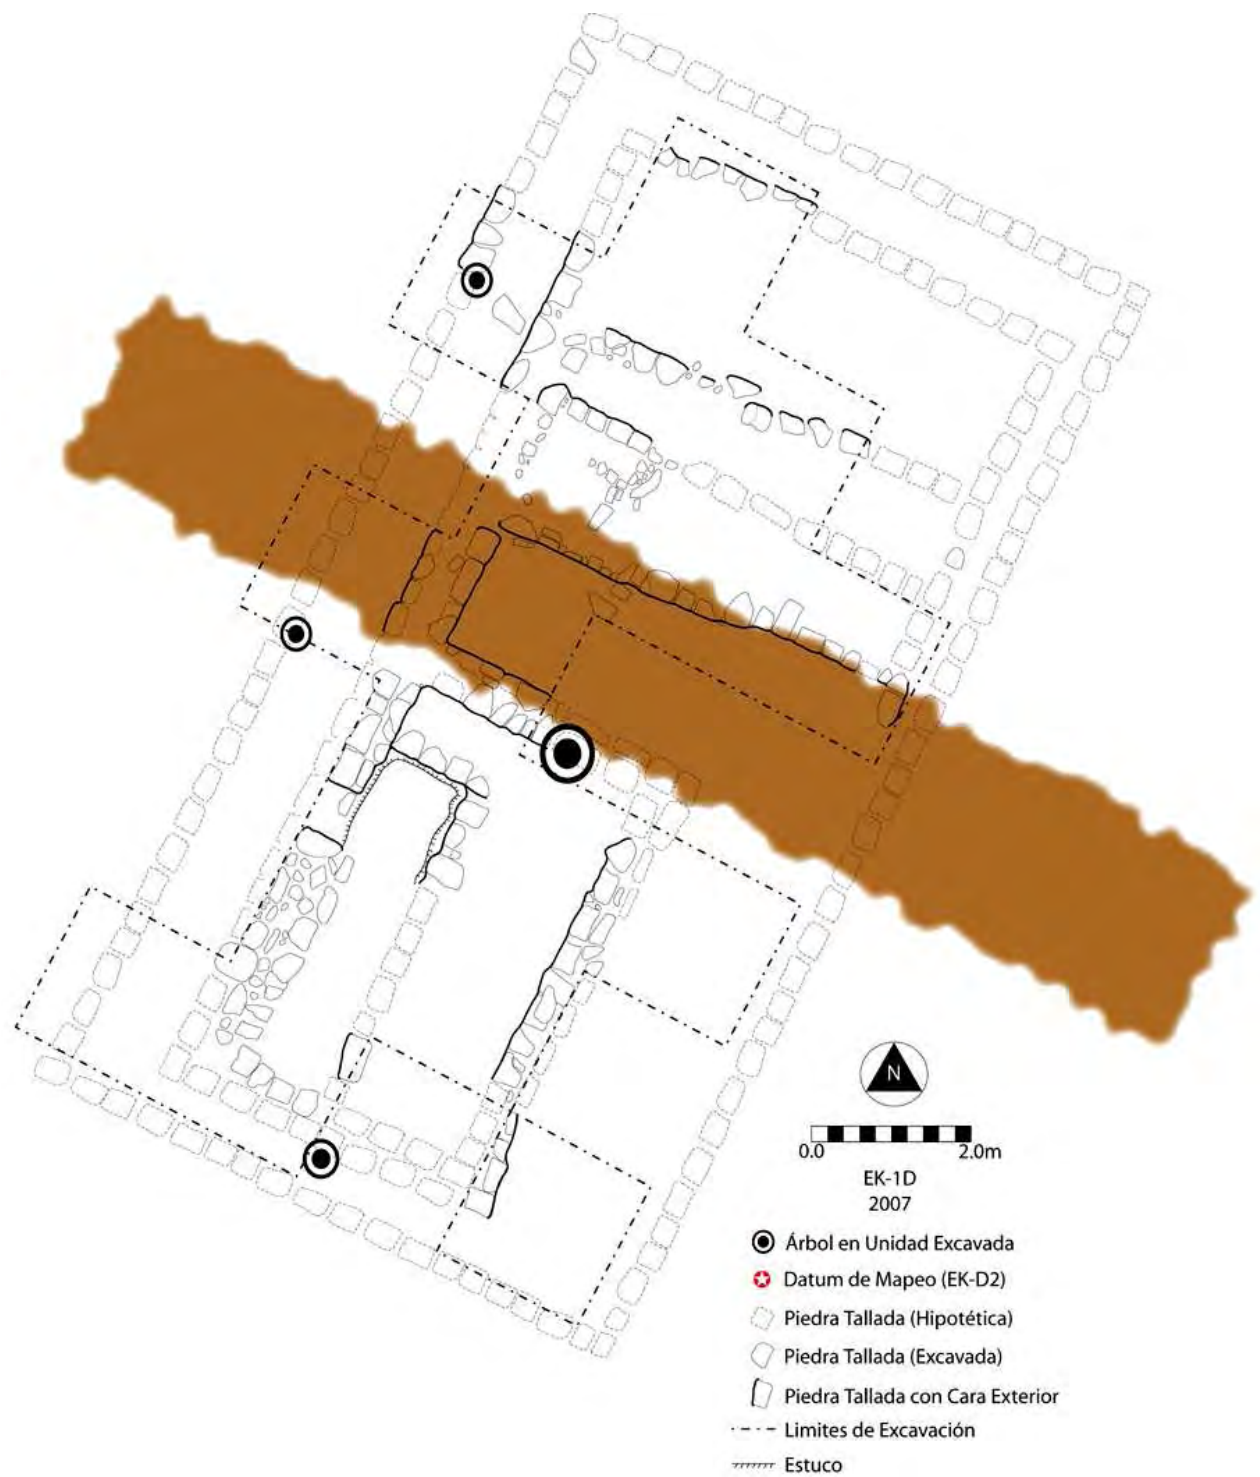 N
0.0 2.0m
EK-1D
2007
Árbol en Unidad Excavada
Datum de Mapeo (EK-D2)
Piedra Tallada (Hipotética)
Piedra Tallada (Excavada)
Piedra Tallada con Cara Exterior
Limites de Excavación
Estuco